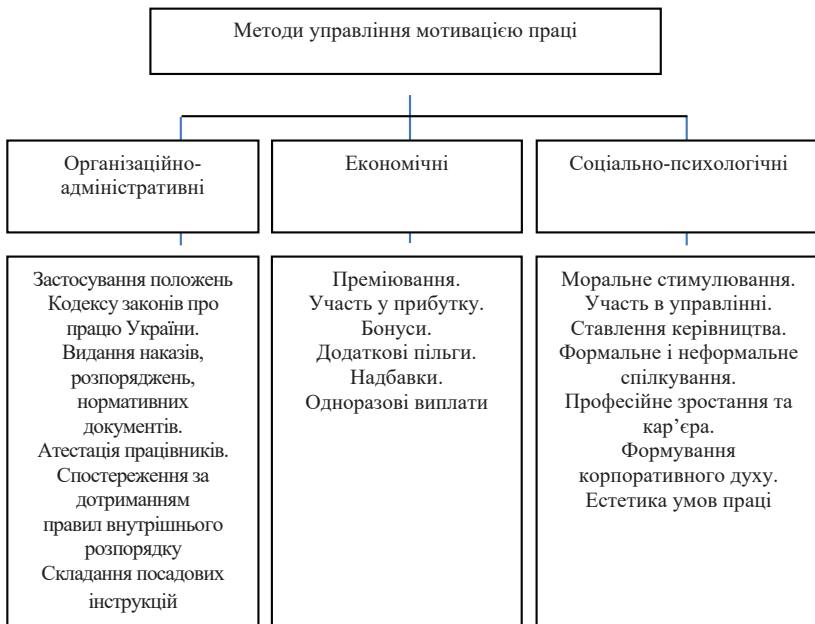 Методи управління мотивацією праці
Організаційно-
адміністративні
Економічні
Соціально-психологічні
Застосування положень
Кодексу законів про
працю України.
Видання наказів,
розпоряджень,
нормативних
документів.
Атестація працівників.
Спостереження за
дотриманням
правил внутрішнього
розпорядку
Складання посадових
інструкцій
Преміювання.
Участь у прибутку.
Бонуси.
Додаткові пільги.
Надбавки.
Одноразові виплати
Моральне стимулювання.
Участь в управлінні.
Ставлення керівництва.
Формальне і неформальне
спілкування.
Професійне зростання та
кар’єра.
Формування
корпоративного духу.
Естетика умов праці